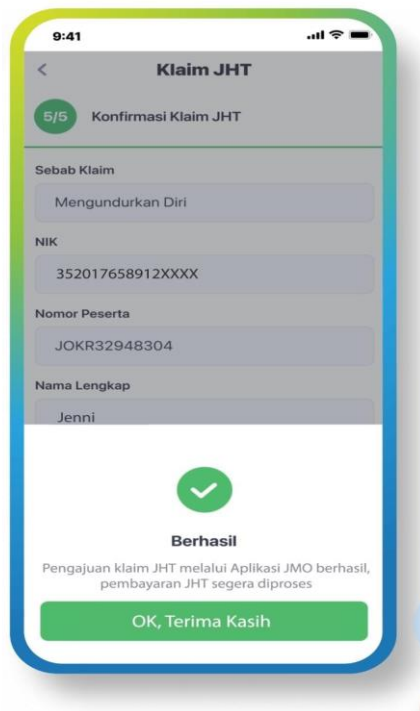 9:41
Klaim JHT
5/5 Konfirmasi Klaim JHT
Sebab Klaim
Mengundurkan Diri
NIK
352017658912XXXX
Nomor Peserta
JOKR32948304
Nama Lengkap
Jenni
Berhasil
Pengajuan klaim JHT melalui Aplikasi JMO berhasil,
pembayaran JHT segera diproses
OK, Terima Kasih